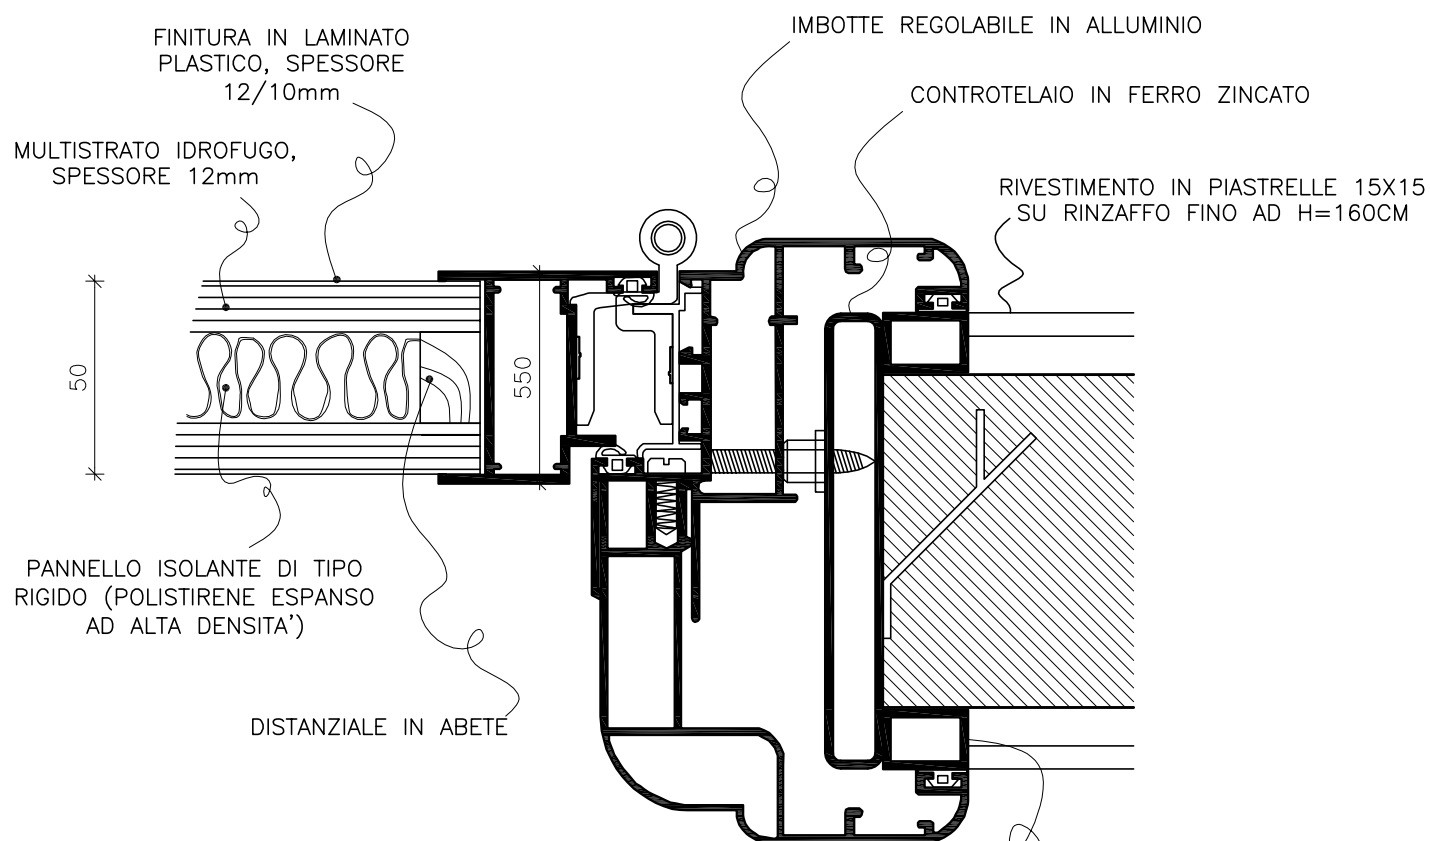 IMBOTTE REGOLABILE IN ALLUMINIO
FINITURA IN LAMINATO
PLASTICO, SPESSORE
12/10mm
CONTROTELAIO IN FERRO ZINCATO
MULTISTRATO IDROFUGO,
SPESSORE 12mm
RIVESTIMENTO IN PIASTRELLE 15X15
SU RINZAFFO FINO AD H=160CM
50
550
PANNELLO ISOLANTE DI TIPO
RIGIDO (POLISTIRENE ESPANSO
AD ALTA DENSITA')
DISTANZIALE IN ABETE